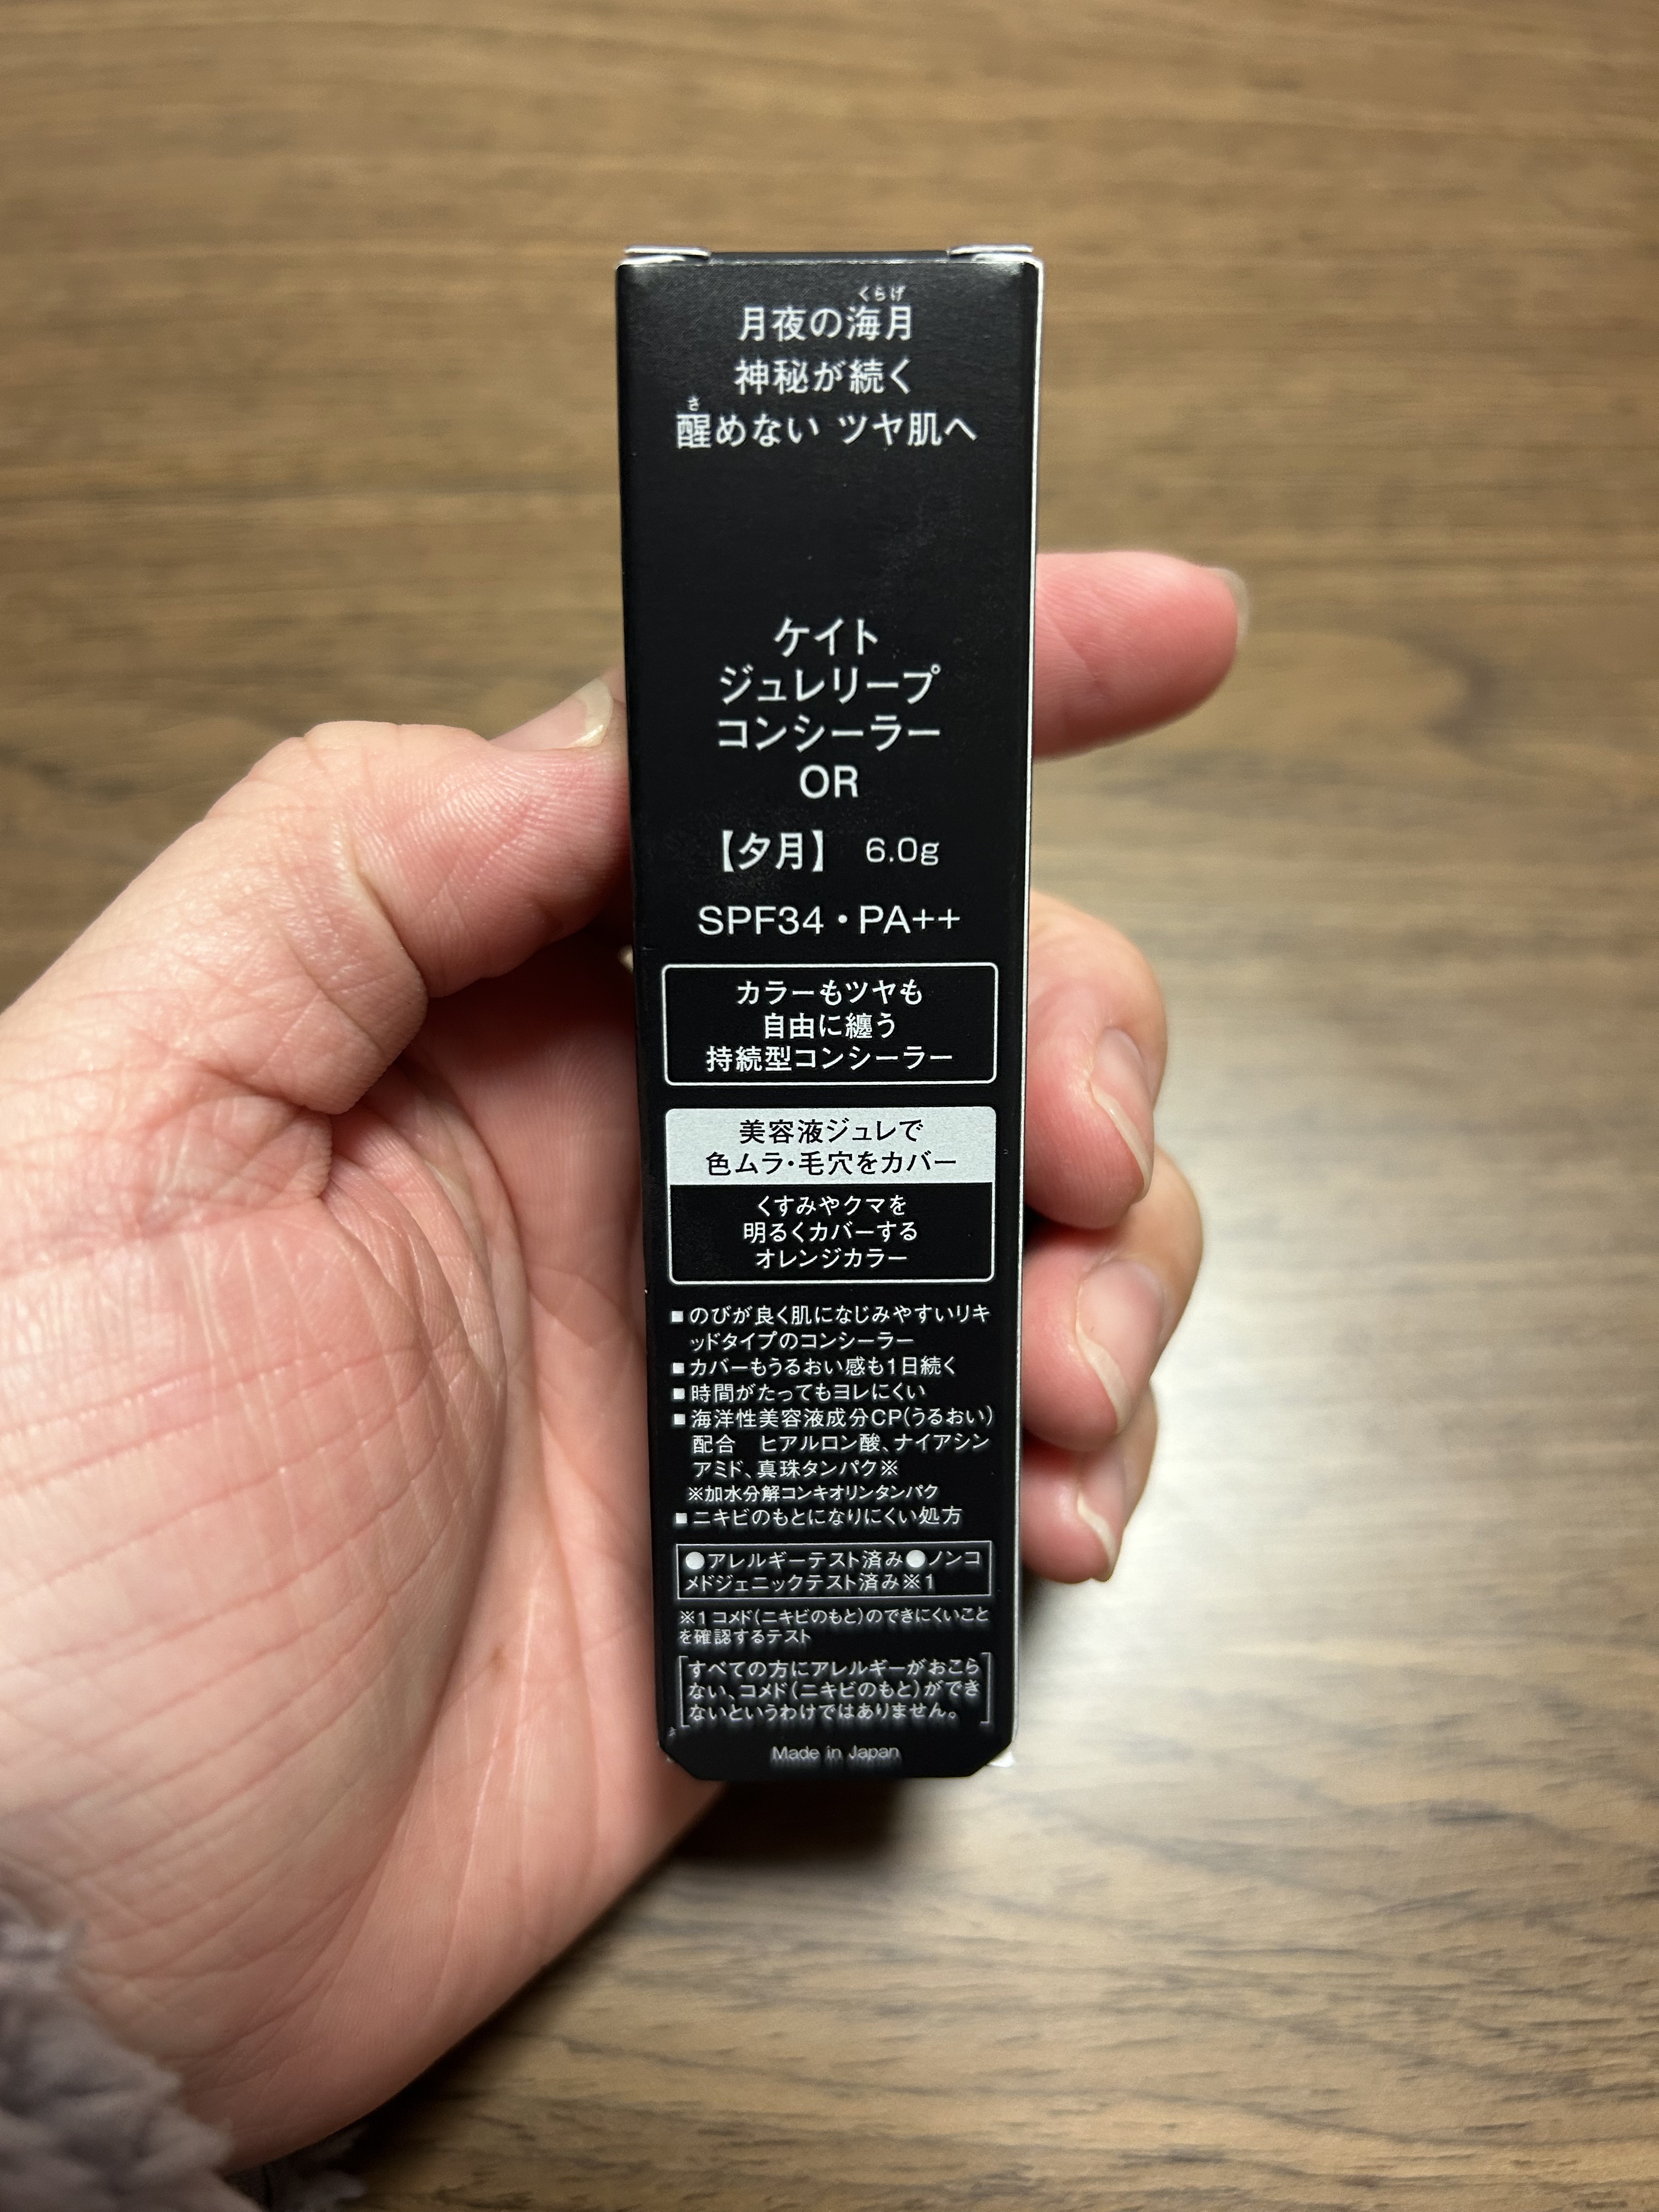 くらげ
月夜の海月
神秘が続く
さ
醒めない ツヤ肌へ
ケイト
ジュレリープ
コンシーラー
OR
【夕月】 6.0g
SPF34・PA++
カラーもツヤも
自由に纏う
持続型コンシーラー
美容液ジュレで
色ムラ・毛穴をカバー
くすみやクマを
明るくカバーする
オレンジカラー
■のびが良く肌になじみやすいリキ
ッドタイプのコンシーラー
■カバーもうるおい感も1日続く
■時間がたってもヨレにくい
■海洋性美容液成分CP(うるおい)
配合 ヒアルロン酸、ナイアシン
アミド、真珠タンパク※
※加水分解コンキオリンタンパク
■ニキビのもとになりにくい処方
●アレルギーテスト済み●ノンコ
メドジェニックテスト済み※1
※1 コメド(ニキビのもと)のできにくいこと
を確認するテスト
[すべての方にアレルギーがおこら
ない、コメド(ニキビのもと)ができ
ないというわけではありません。]
Made in Japan